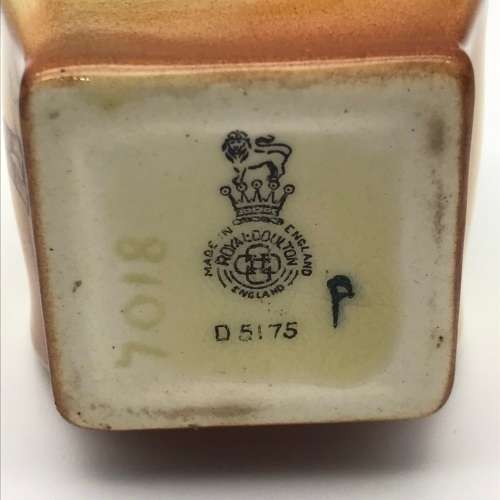 MADE IN ENGLAND
ROYAL DOULTON
ENGLAND
D 5175
P
7018